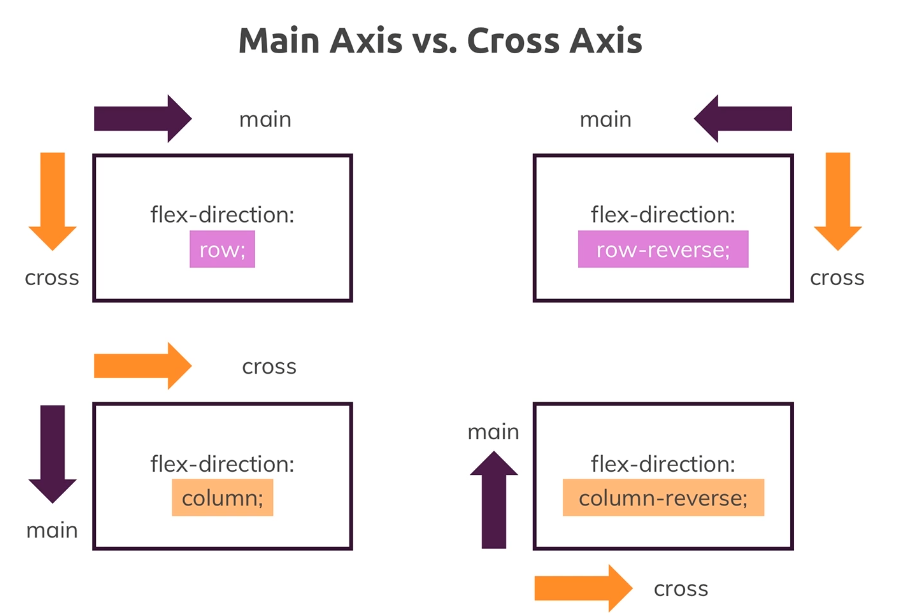 Main Axis vs. Cross Axis
main
flex-direction:
row;
cross
main
flex-direction:
row-reverse;
cross
cross
flex-direction:
column;
main
main
flex-direction:
column-reverse;
cross